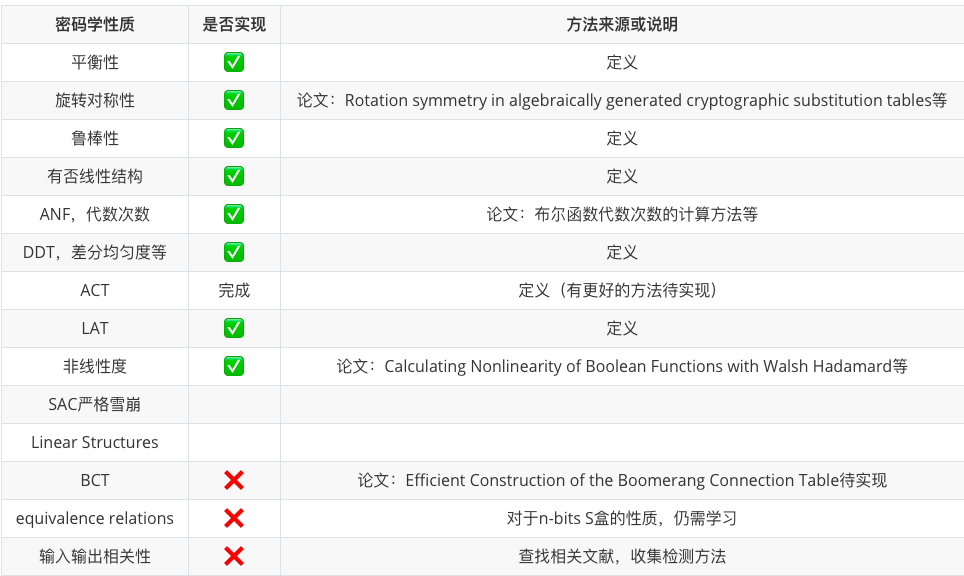 密码学性质 是否实现 方法来源或说明
平衡性 ✅ 定义
旋转对称性 ✅ 论文：Rotation symmetry in algebraically generated cryptographic substitution tables等
鲁棒性 ✅ 定义
有否线性结构 ✅ 定义
ANF，代数次数 ✅ 论文：布尔函数代数次数的计算方法等
DDT，差分均匀度等 ✅ 定义
ACT 完成 定义（有更好的方法待实现）
LAT ✅ 定义
非线性度 ✅ 论文：Calculating Nonlinearity of Boolean Functions with Walsh Hadamard等
SAC严格雪崩
Linear Structures
BCT ❌ 论文：Efficient Construction of the Boomerang Connection Table待实现
equivalence relations ❌ 对于n-bits S盒的性质，仍需学习
输入输出相关性 ❌ 查找相关文献，收集检测方法